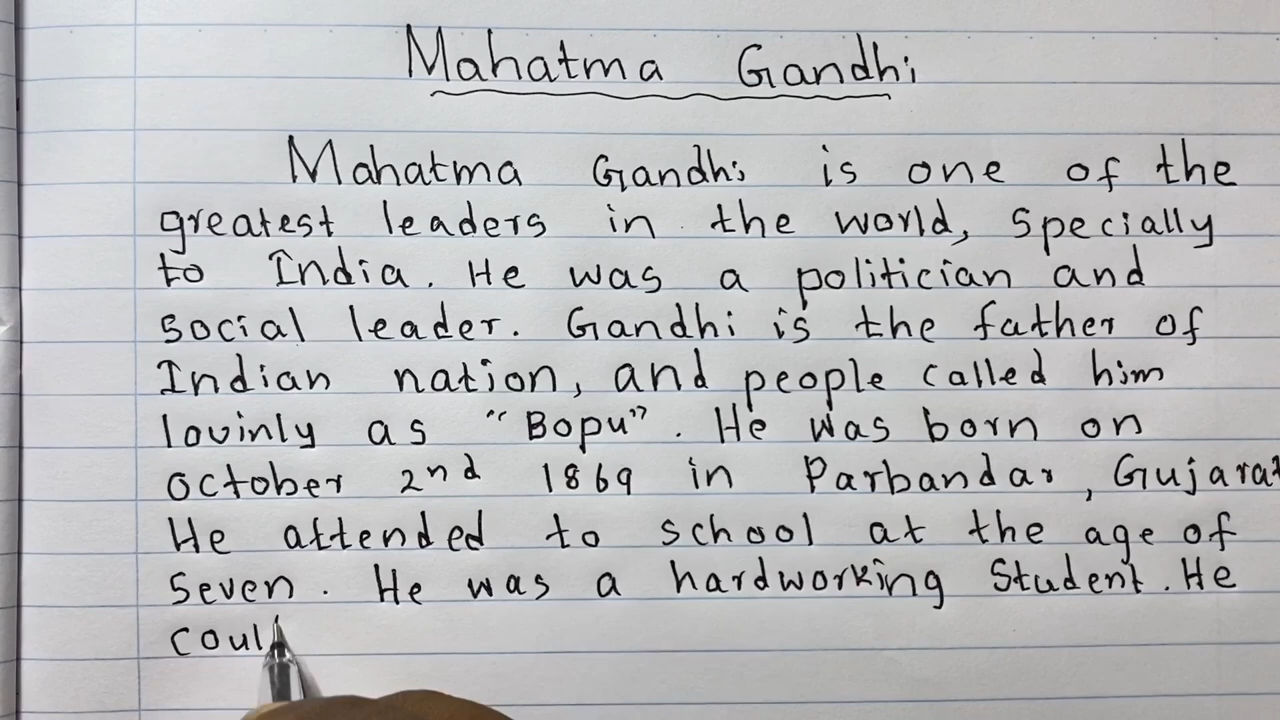 Mahatma Gandhi
Mahatma Gandhi is one of the
greatest leaders in the world, specially
to India. He was a politician and
social leader. Gandhi is the father of
Indian nation, and people called him
lovinly as "Bopu". He was born on
October 2nd 1869 in Parbandar, Gujarat
He attended to school at the age of
seven. He was a hardworking student. He
coul